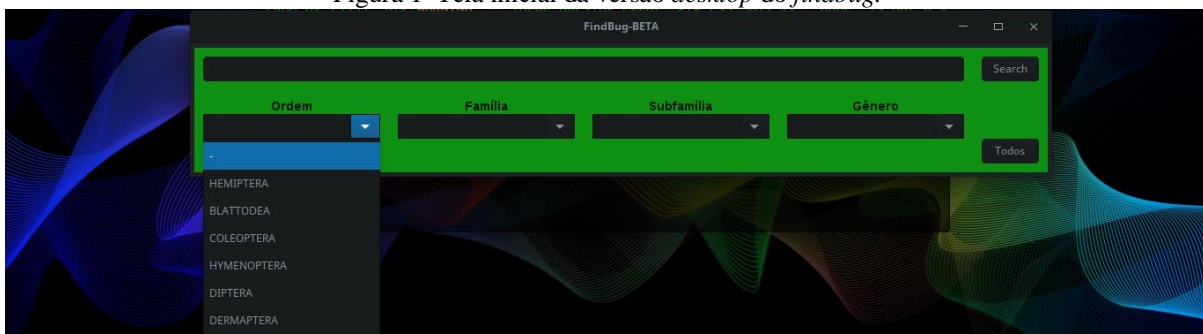 Figura 1- Tela inicial da versão desktop do findbug.
FindBug-BETA
Search
Ordem Família Subfamília Gênero
-
Todos
HEMIPTERA
BLATTODEA
COLEOPTERA
HYMENOPTERA
DIPTERA
DERMAPTERA